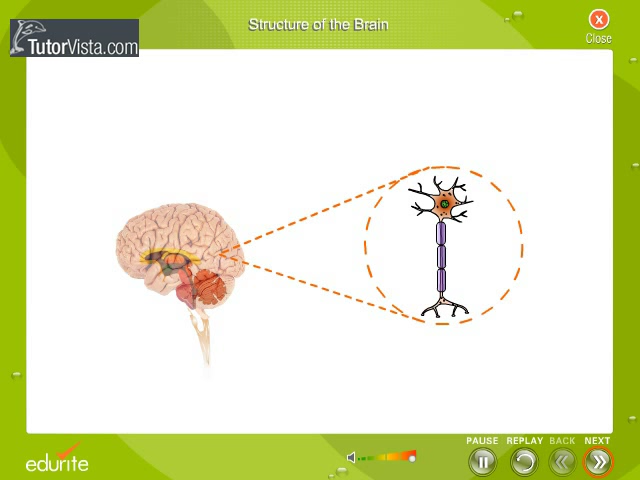 Structure of the Brain
X
Close
TutorVista.com
PAUSE REPLAY BACK NEXT
edurite